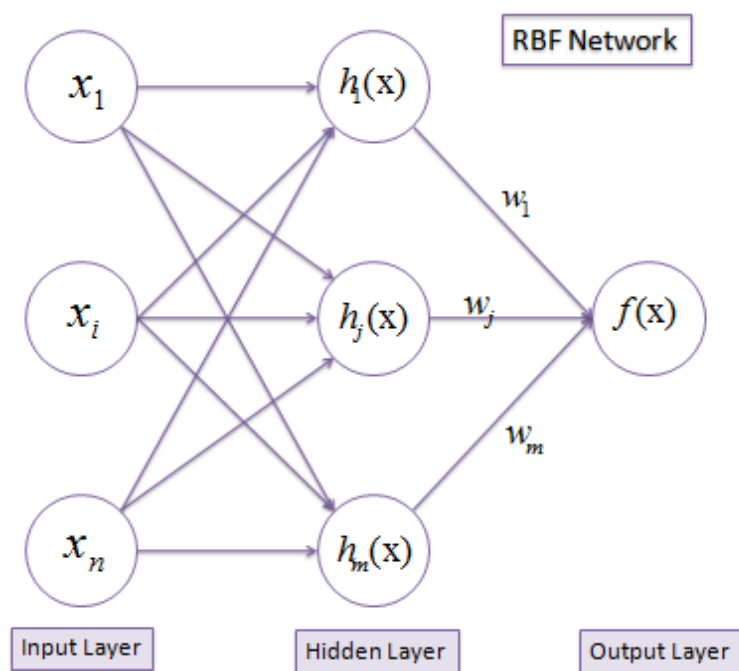 RBF Network
x₁
h₁(x)
w₁
xᵢ
hⱼ(x)
wⱼ
f(x)
wₘ
xₙ
hₘ(x)
Input Layer
Hidden Layer
Output Layer